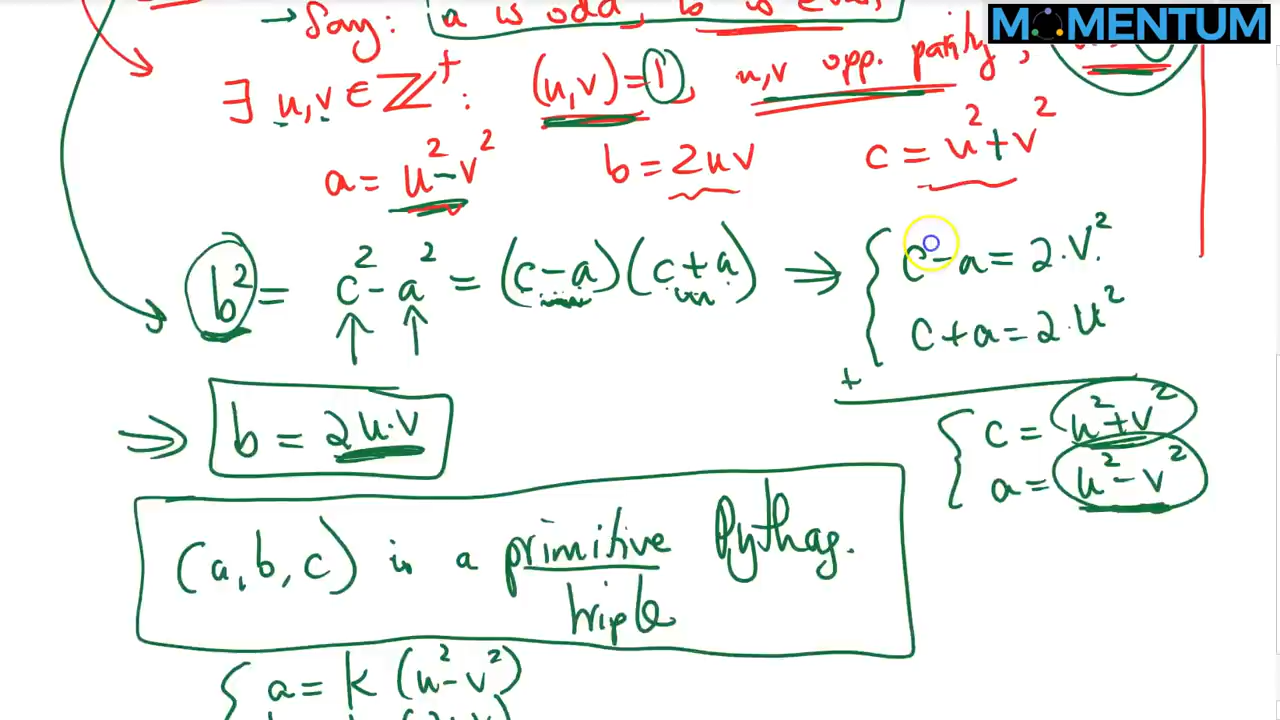 MOMENTUM
→ Say: a is odd, b is even,
∃ u,v ∈ ℤ⁺: (u,v)=1, u,v opp. parity,
a = u²-v² b = 2uv c = u²+v²
b² = c²-a² = (c-a)(c+a) ⇒ { c-a = 2·v²
c+a = 2·u²
+
⇒ b = 2u·v { c = u²+v²
a = u²-v²
(a, b, c) is a primitive Pythag.
triple
{ a = k (u²-v²)